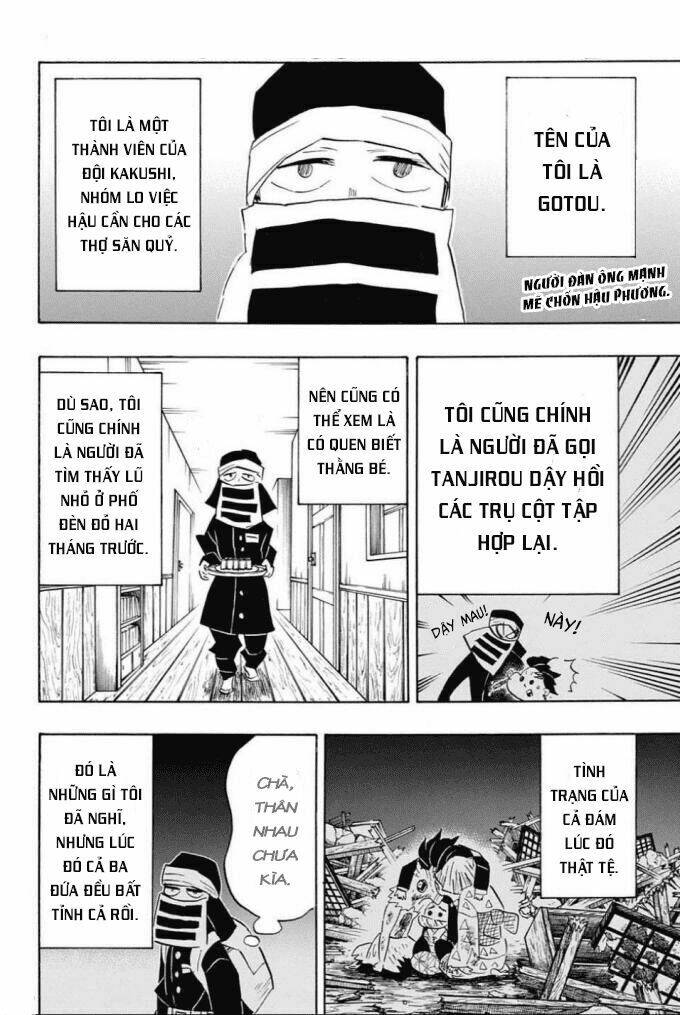 TÊN CỦA
TÔI LÀ
GOTOU.
NGƯỜI ĐÀN ÔNG MẠNH
MẼ CHỐN HẬU PHƯƠNG.
TÔI LÀ MỘT
THÀNH VIÊN CỦA
ĐỘI KAKUSHI,
NHÓM LO VIỆC
HẬU CẦN CHO CÁC
THỢ SĂN QUỶ.
TÔI CŨNG CHÍNH
LÀ NGƯỜI ĐÃ GỌI
TANJIROU DẬY HỒI
CÁC TRỤ CỘT TẬP
HỢP LẠI.
NÀY!
DẬY MAU!
NÊN CŨNG CÓ
THỂ XEM LÀ
CÓ QUEN BIẾT
THẰNG BÉ.
DÙ SAO, TÔI
CŨNG CHÍNH
LÀ NGƯỜI ĐÃ
TÌM THẤY LŨ
NHỎ Ở PHỐ
ĐÈN ĐỎ HAI
THÁNG TRƯỚC.
TÌNH
TRẠNG CỦA
CẢ ĐÁM
LÚC ĐÓ
THẬT TỆ.
CHÀ,
THÂN
NHAU
CHƯA
KÌA.
ĐÓ LÀ
NHỮNG GÌ TÔI
ĐÃ NGHĨ,
NHƯNG LÚC
ĐÓ CẢ BA
ĐỨA ĐỀU BẤT
TỈNH CẢ RỒI.